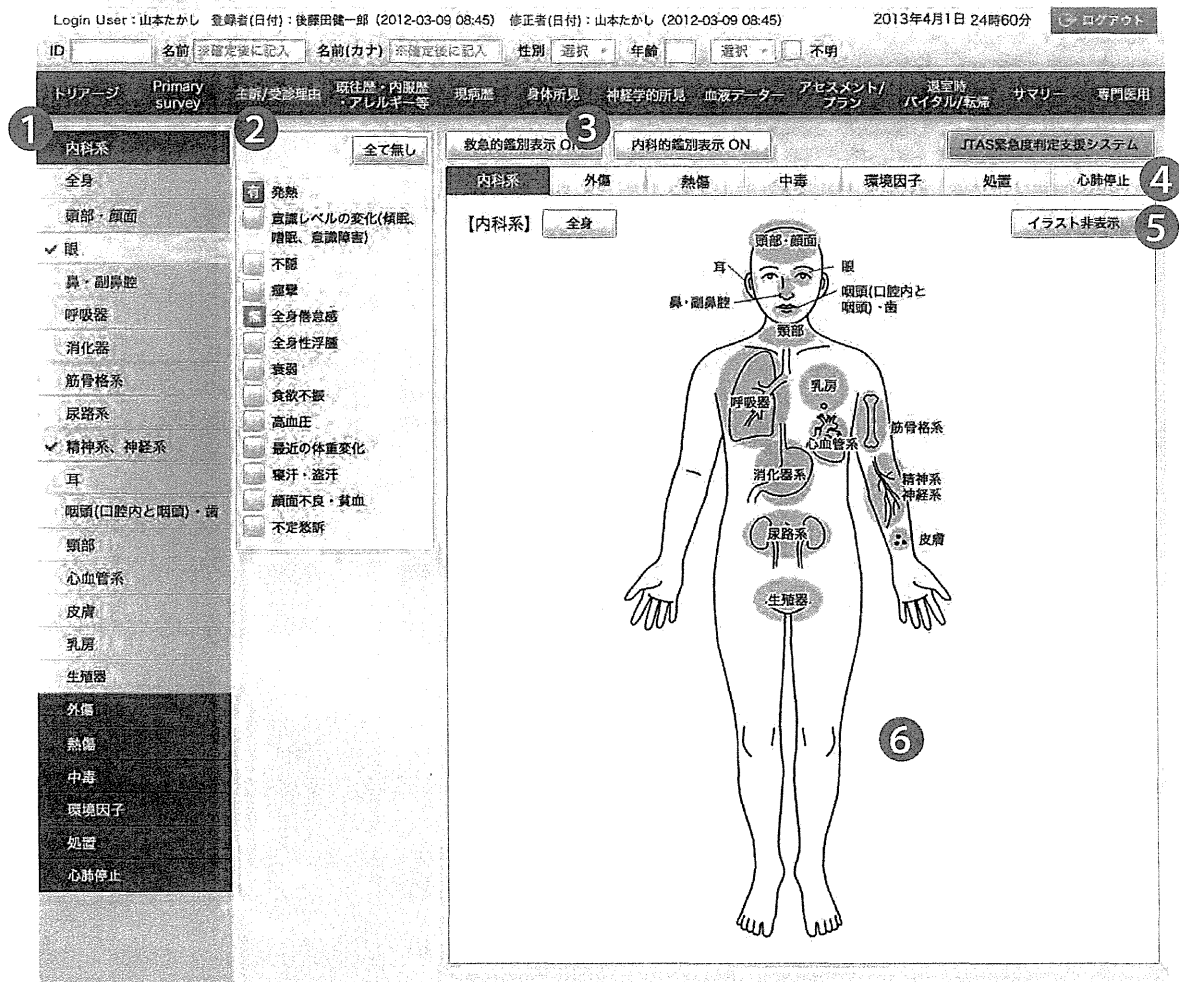 Login User：山本たかし 登録者(日付)：後藤田健一郎 (2012-03-09 08:45) 修正者(日付)：山本たかし (2012-03-09 08:45) 2013年4月1日 24時60分 ログアウト
ID 名前 ※確定後に記入 名前(カナ) ※確定後に記入 性別 選択 年齢 選択 不明
トリアージ Primary survey 主訴/受診理由 既往歴・内服歴・アレルギー等 現病歴 身体所見 神経学的所見 血液データー アセスメント/プラン 退室時バイタル/転帰 サマリー 専門医用
1
内科系
全身
頭部・顔面
眼
鼻・副鼻腔
呼吸器
消化器
筋骨格系
尿路系
精神系、神経系
耳
咽頭(口腔内と咽頭)・歯
頸部
心血管系
皮膚
乳房
生殖器
外傷
熱傷
中毒
環境因子
処置
心肺停止
2
全て無し
有 発熱
意識レベルの変化(傾眠、
嗜眠、意識障害)
不穏
痙攣
無 全身倦怠感
全身性浮腫
衰弱
食欲不振
高血圧
最近の体重変化
寝汗・盗汗
顔面不良・貧血
不定愁訴
救急的鑑別表示 ON 3 内科的鑑別表示 ON JTAS緊急度判定支援システム
内科系 外傷 熱傷 中毒 環境因子 処置 心肺停止 4
【内科系】 全身 イラスト非表示 5
頭部・顔面
耳
眼
鼻・副鼻腔
咽頭(口腔内と
咽頭)・歯
頸部
乳房
呼吸器
筋骨格系
心血管系
消化器系
精神系
神経系
尿路系
皮膚
生殖器
6